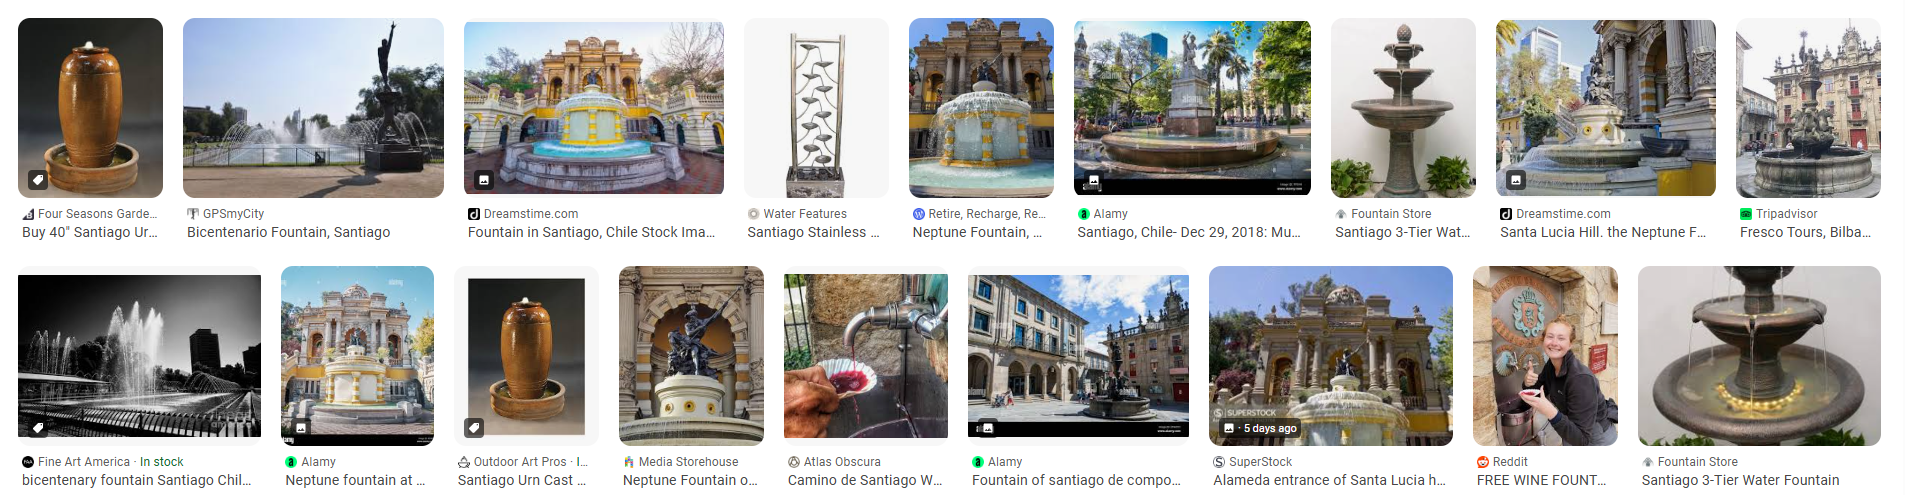 Four Seasons Garde...
Buy 40" Santiago Ur...
GPSmyCity
Bicentenario Fountain, Santiago
Dreamstime.com
Fountain in Santiago, Chile Stock Ima...
Water Features
Santiago Stainless ...
Retire, Recharge, Re...
Neptune Fountain, ...
Alamy
Santiago, Chile- Dec 29, 2018: Mu...
Fountain Store
Santiago 3-Tier Wat...
Dreamstime.com
Santa Lucia Hill. the Neptune F...
Tripadvisor
Fresco Tours, Bilba...
Fine Art America · In stock
bicentenary fountain Santiago Chil...
Alamy
Neptune fountain at ...
Outdoor Art Pros · I...
Santiago Urn Cast ...
Media Storehouse
Neptune Fountain o...
Atlas Obscura
Camino de Santiago W...
Alamy
Fountain of santiago de compo...
SUPERSTOCK
· 5 days ago
SuperStock
Alameda entrance of Santa Lucia h...
Reddit
FREE WINE FOUNT...
Fountain Store
Santiago 3-Tier Water Fountain